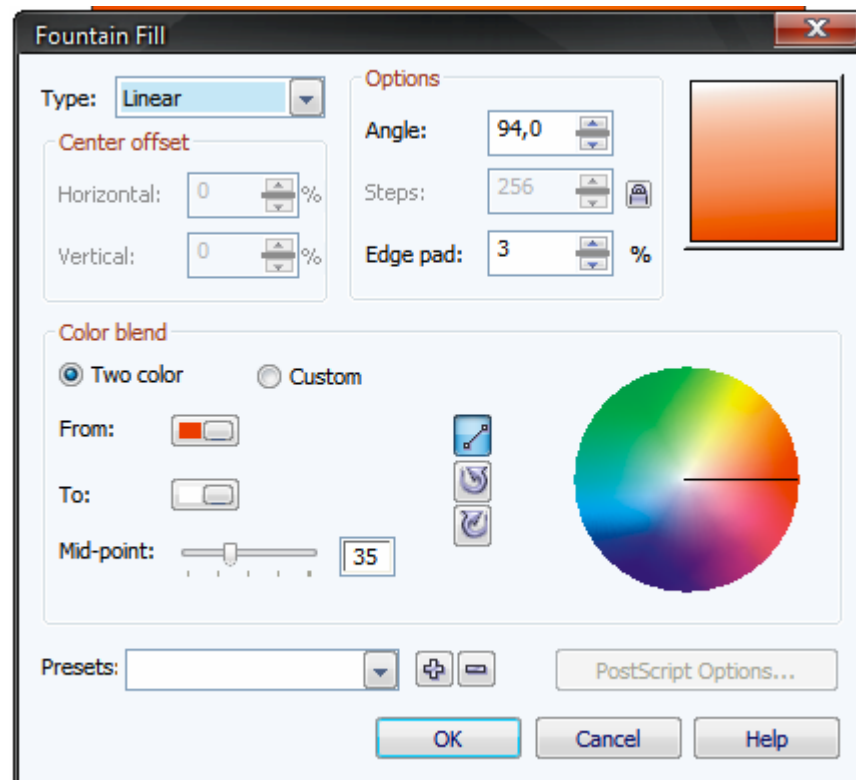 Fountain Fill
Type: Linear
Options
Angle: 94,0
Center offset
Horizontal: 0 %
Steps: 256
Vertical: 0 %
Edge pad: 3 %
Color blend
Two color
Custom
From:
To:
Mid-point: 35
Presets:
PostScript Options...
OK
Cancel
Help